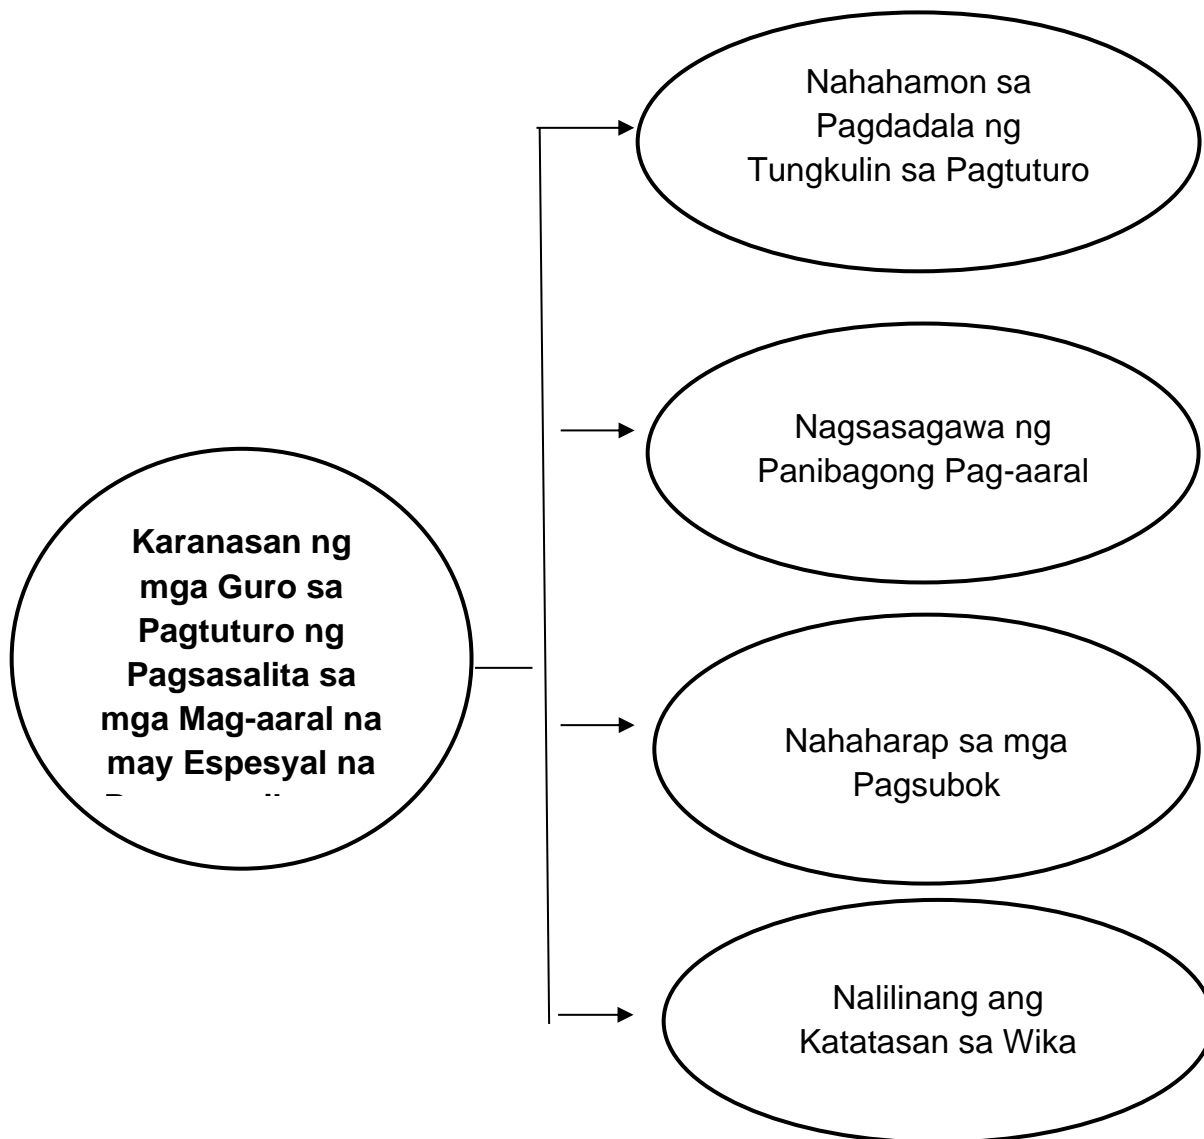 Nahahamon sa
Pagdadala ng
Tungkulin sa Pagtuturo
Nagsasagawa ng
Panibagong Pag-aaral
Karanasan ng
mga Guro sa
Pagtuturo ng
Pagsasalita sa
mga Mag-aaral na
may Espesyal na
Nahaharap sa mga
Pagsubok
Nalilinang ang
Katatasan sa Wika